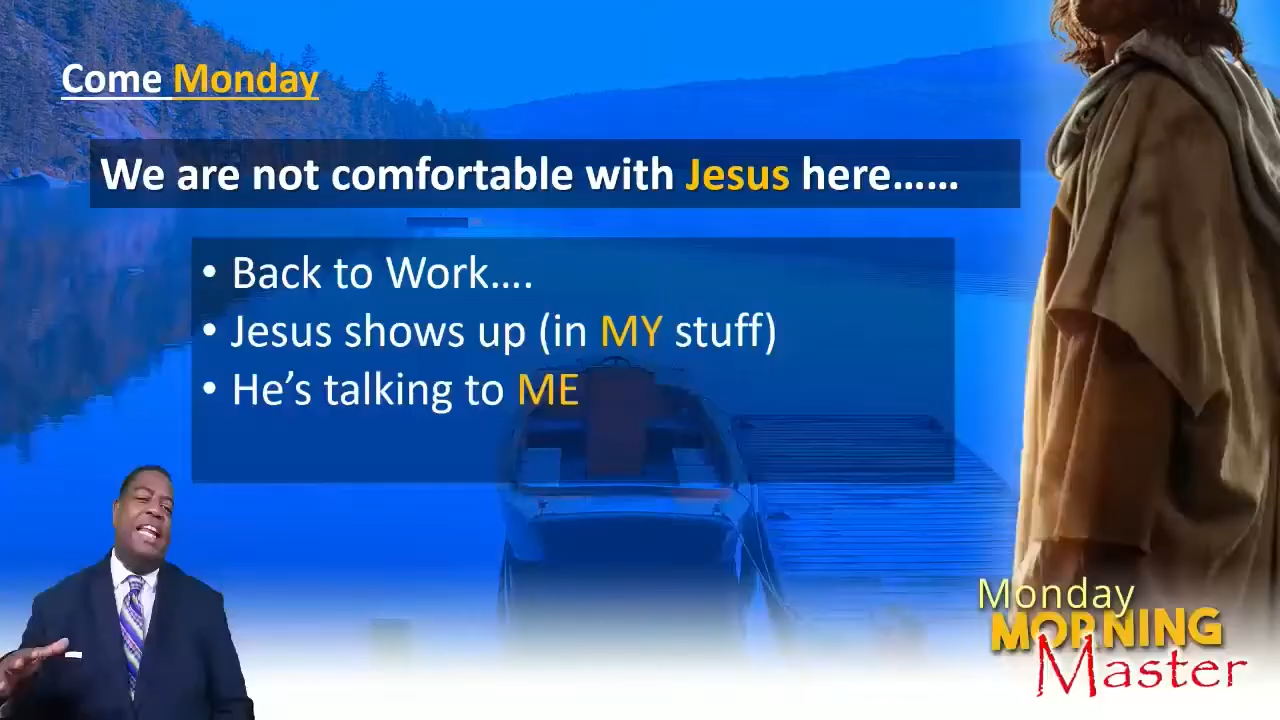 Come Monday
We are not comfortable with Jesus here……
• Back to Work….
• Jesus shows up (in MY stuff)
• He’s talking to ME
Monday
MORNING
Master